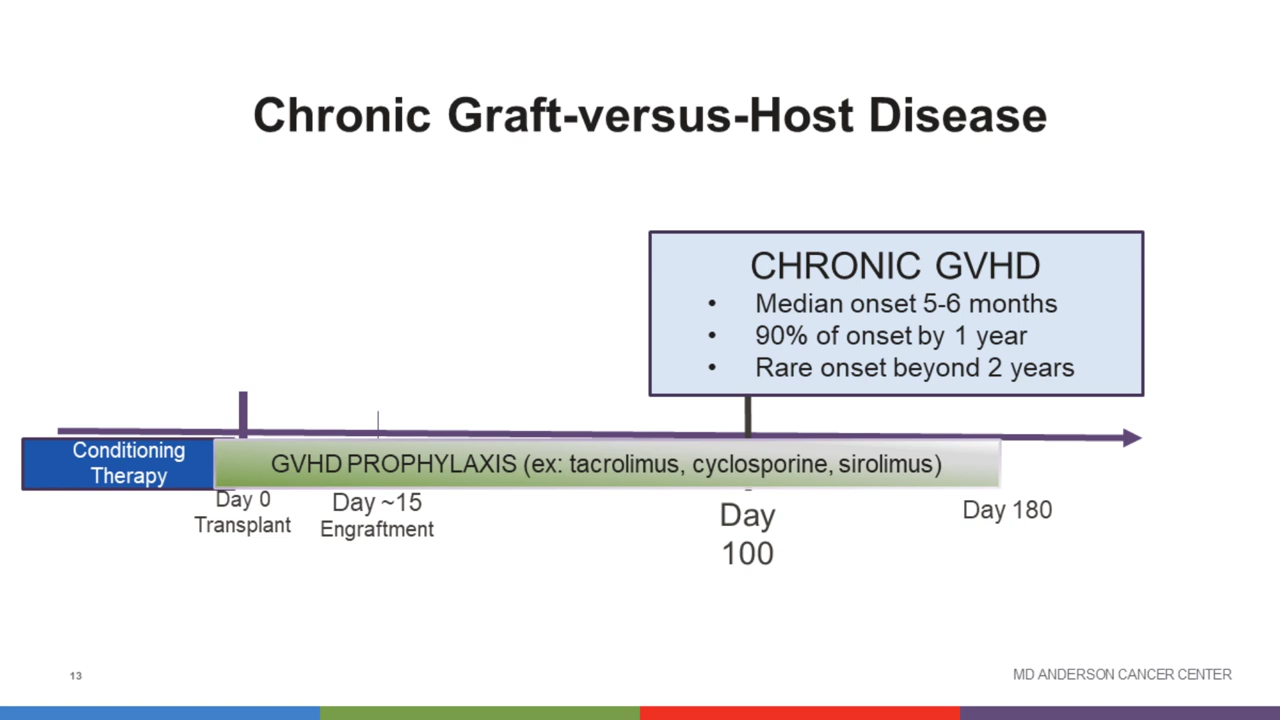 Chronic Graft-versus-Host Disease
CHRONIC GVHD
• Median onset 5-6 months
• 90% of onset by 1 year
• Rare onset beyond 2 years
Conditioning
Therapy
GVHD PROPHYLAXIS (ex: tacrolimus, cyclosporine, sirolimus)
Day 0
Transplant
Day ~15
Engraftment
Day
100
Day 180
13
MD ANDERSON CANCER CENTER